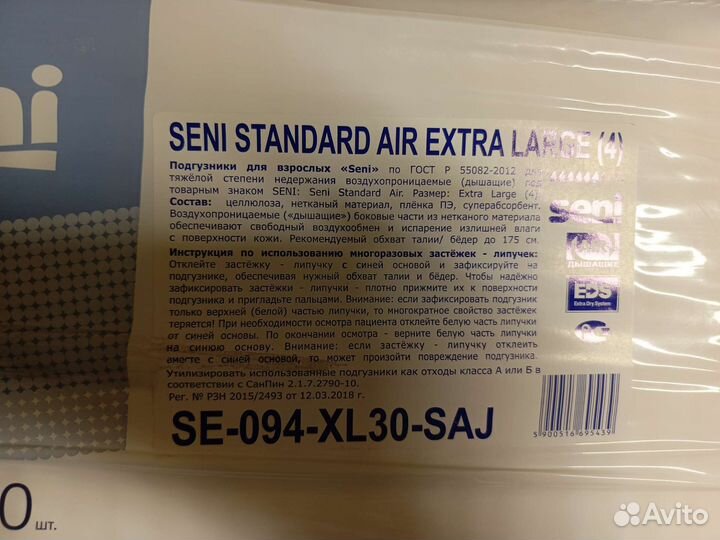 ni
SENI STANDARD AIR EXTRA LARGE (4)
Подгузники для взрослых «Seni» по ГОСТ Р 55082-2012 для
тяжёлой степени недержания воздухопроницаемые (дышащие) под
товарным знаком SENI: Seni Standard Air. Размер: Extra Large (4)
Состав: целлюлоза, нетканый материал, плёнка ПЭ, суперабсорбент.
Воздухопроницаемые («дышащие») боковые части из нетканого материала
обеспечивают свободный воздухообмен и испарение излишней влаги
с поверхности кожи. Рекомендуемый обхват талии/ бёдер до 175 см.
Инструкция по использованию многоразовых застёжек - липучек:
Отклейте застёжку - липучку с синей основой и зафиксируйте на
подгузнике, обеспечивая нужный обхват талии и бёдер. Чтобы надёжно
зафиксировать застёжки - липучки - плотно прижмите их к поверхности
подгузника и пригладьте пальцами. Внимание: если зафиксировать подгузник
только верхней (белой) частью липучки, то многократное свойство застёжек
теряется! При необходимости осмотра пациента отклейте белую часть липучки
от синей основы. По окончании осмотра - верните белую часть липучки
на синюю основу. Внимание: если застёжку - липучку отклеить
вместе с синей основой, то может произойти повреждение подгузника.
Утилизировать использованные подгузники как отходы класса А или Б в
соответствии с СанПин 2.1.7.2790-10.
Рег. № РЗН 2015/2493 от 12.03.2018 г.
SE-094-XL30-SAJ
seni
ДЫШАЩИЕ
EDS
Extra Dry System
5 900516 695439
0 шт.
Avito